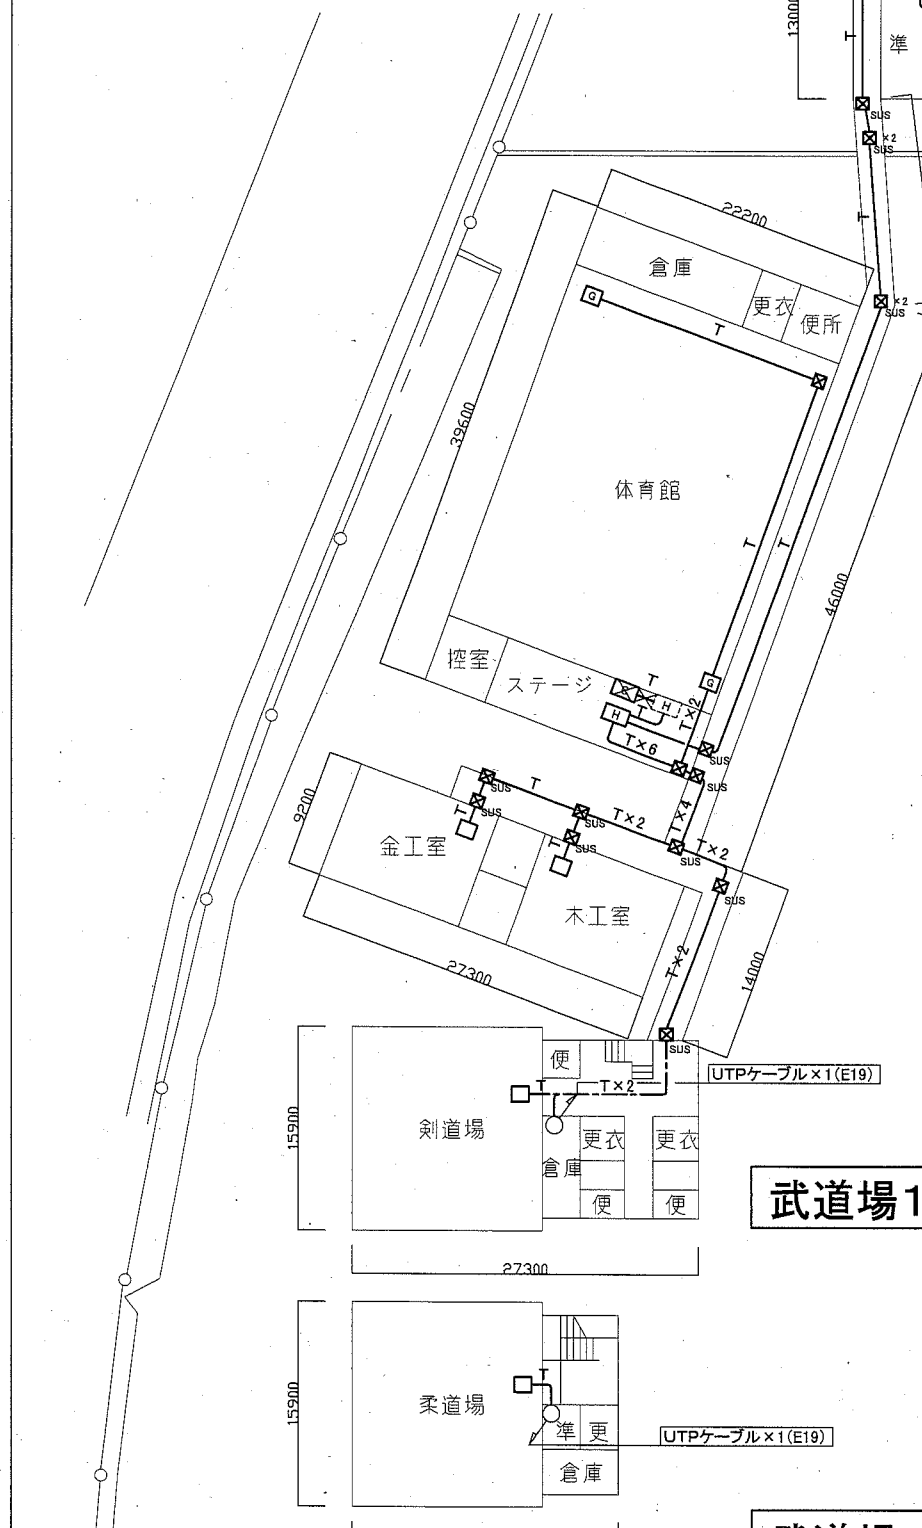 13000
T
準
SUS
×2
SUS
T
22200
倉庫
更衣
便所
G
T
×2
SUS
39600
体育館
T
T
46000
控室
ステージ
T
H
T
H
G
T×2
T×6
SUS
SUS
T×4
9200
SUS
T
SUS
T
SUS
T×2
SUS
T
SUS
T×2
SUS
金工室
木工室
T×2
27300
14000
SUS
便
UTPケーブル×1(E19)
T
T×2
15900
剣道場
更衣
更衣
倉庫
便
便
武道場1
27300
15900
柔道場
T
準
更
倉庫
UTPケーブル×1(E19)